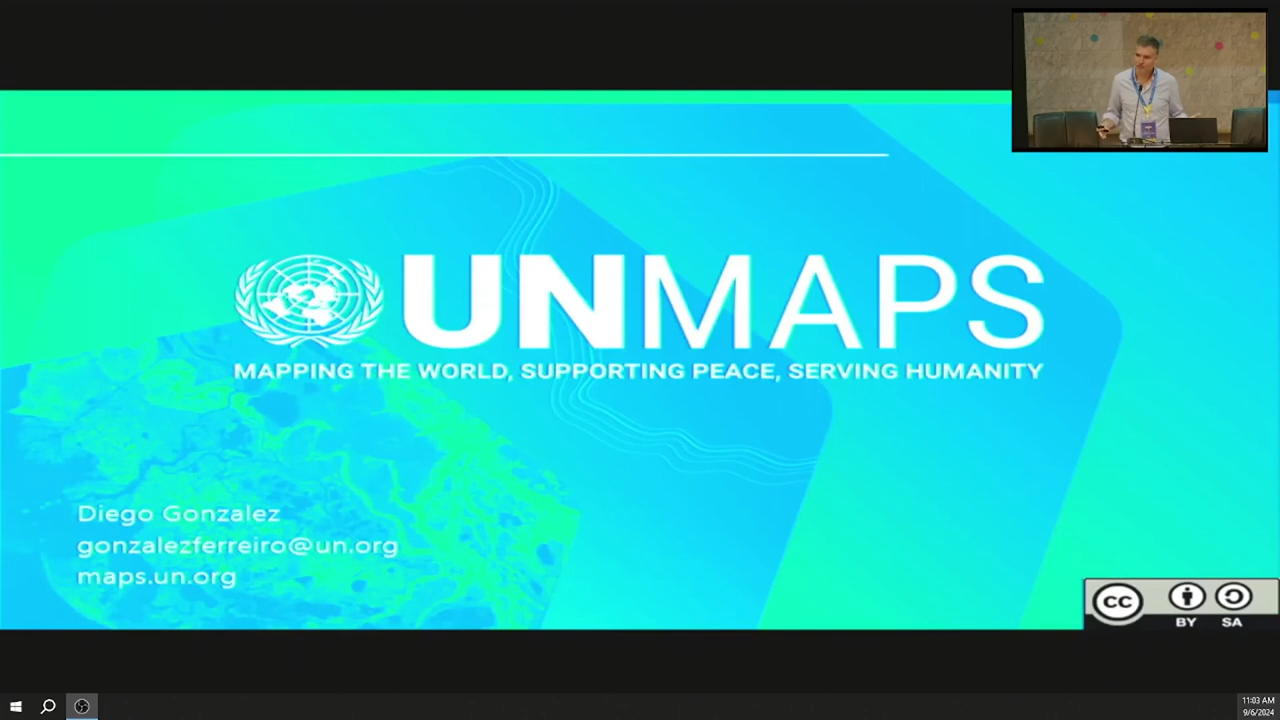 UNMAPS
MAPPING THE WORLD, SUPPORTING PEACE, SERVING HUMANITY
Diego Gonzalez
gonzalezferreiro@un.org
maps.un.org
cc
BY SA
11:03 AM
9/6/2024